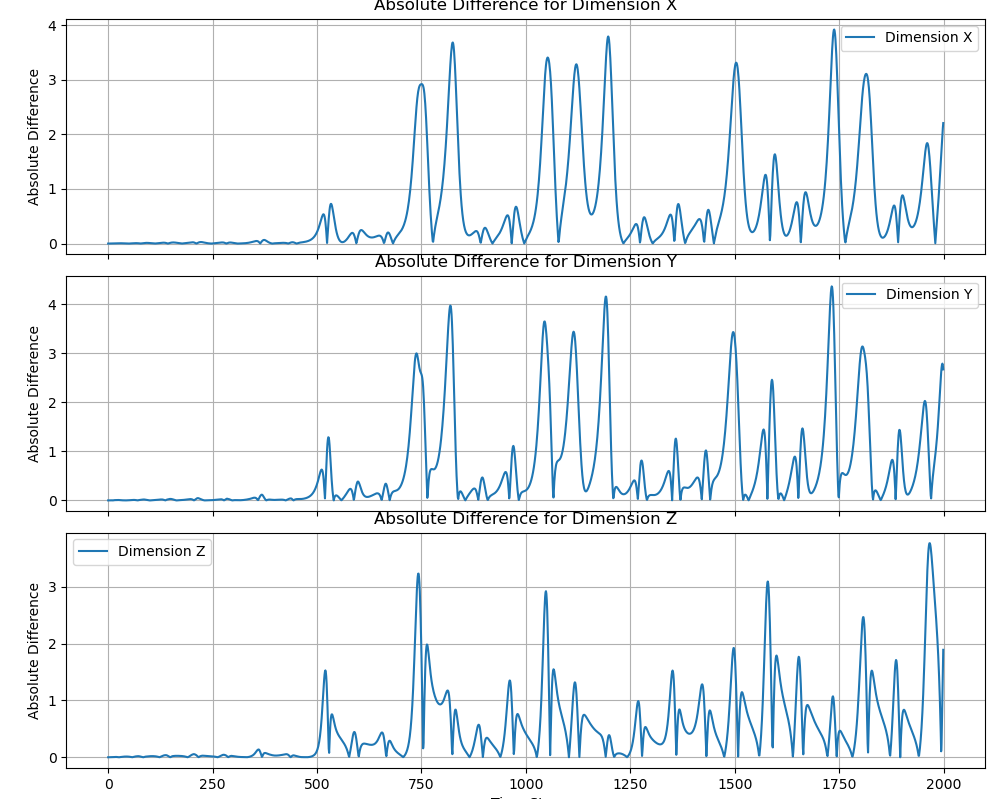 Absolute Difference for Dimension X
4
3
2
1
0
Absolute Difference
Dimension X
Absolute Difference for Dimension Y
4
3
2
1
0
Absolute Difference
Dimension Y
Absolute Difference for Dimension Z
3
2
1
0
Absolute Difference
Dimension Z
0 250 500 750 1000 1250 1500 1750 2000